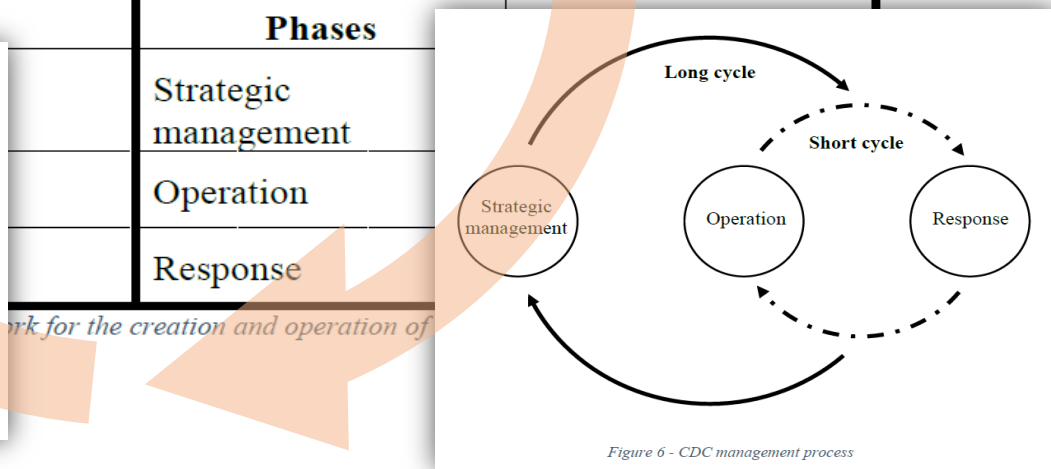 Phases
Strategic
management
Operation
Response
rk for the creation and operation of
Long cycle
Short cycle
Strategic
management
Operation
Response
Figure 6 - CDC management process